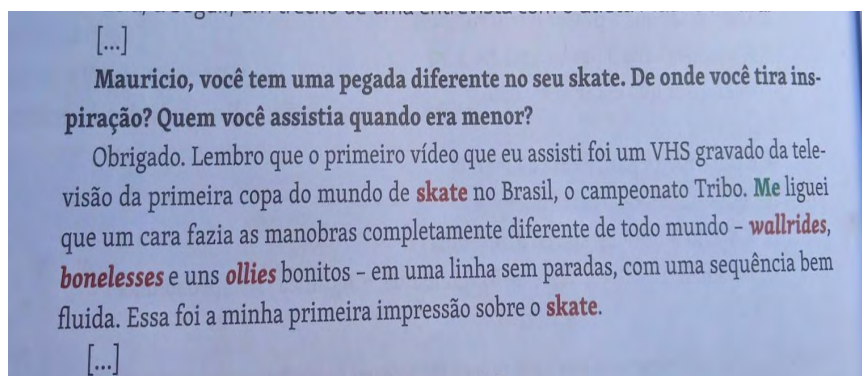 [...]
Mauricio, você tem uma pegada diferente no seu skate. De onde você tira ins-
piração? Quem você assistia quando era menor?
Obrigado. Lembro que o primeiro vídeo que eu assisti foi um VHS gravado da tele-
visão da primeira copa do mundo de skate no Brasil, o campeonato Tribo. Me liguei
que um cara fazia as manobras completamente diferente de todo mundo – wallrides,
bonelesses e uns ollies bonitos – em uma linha sem paradas, com uma sequência bem
fluida. Essa foi a minha primeira impressão sobre o skate.
[...]